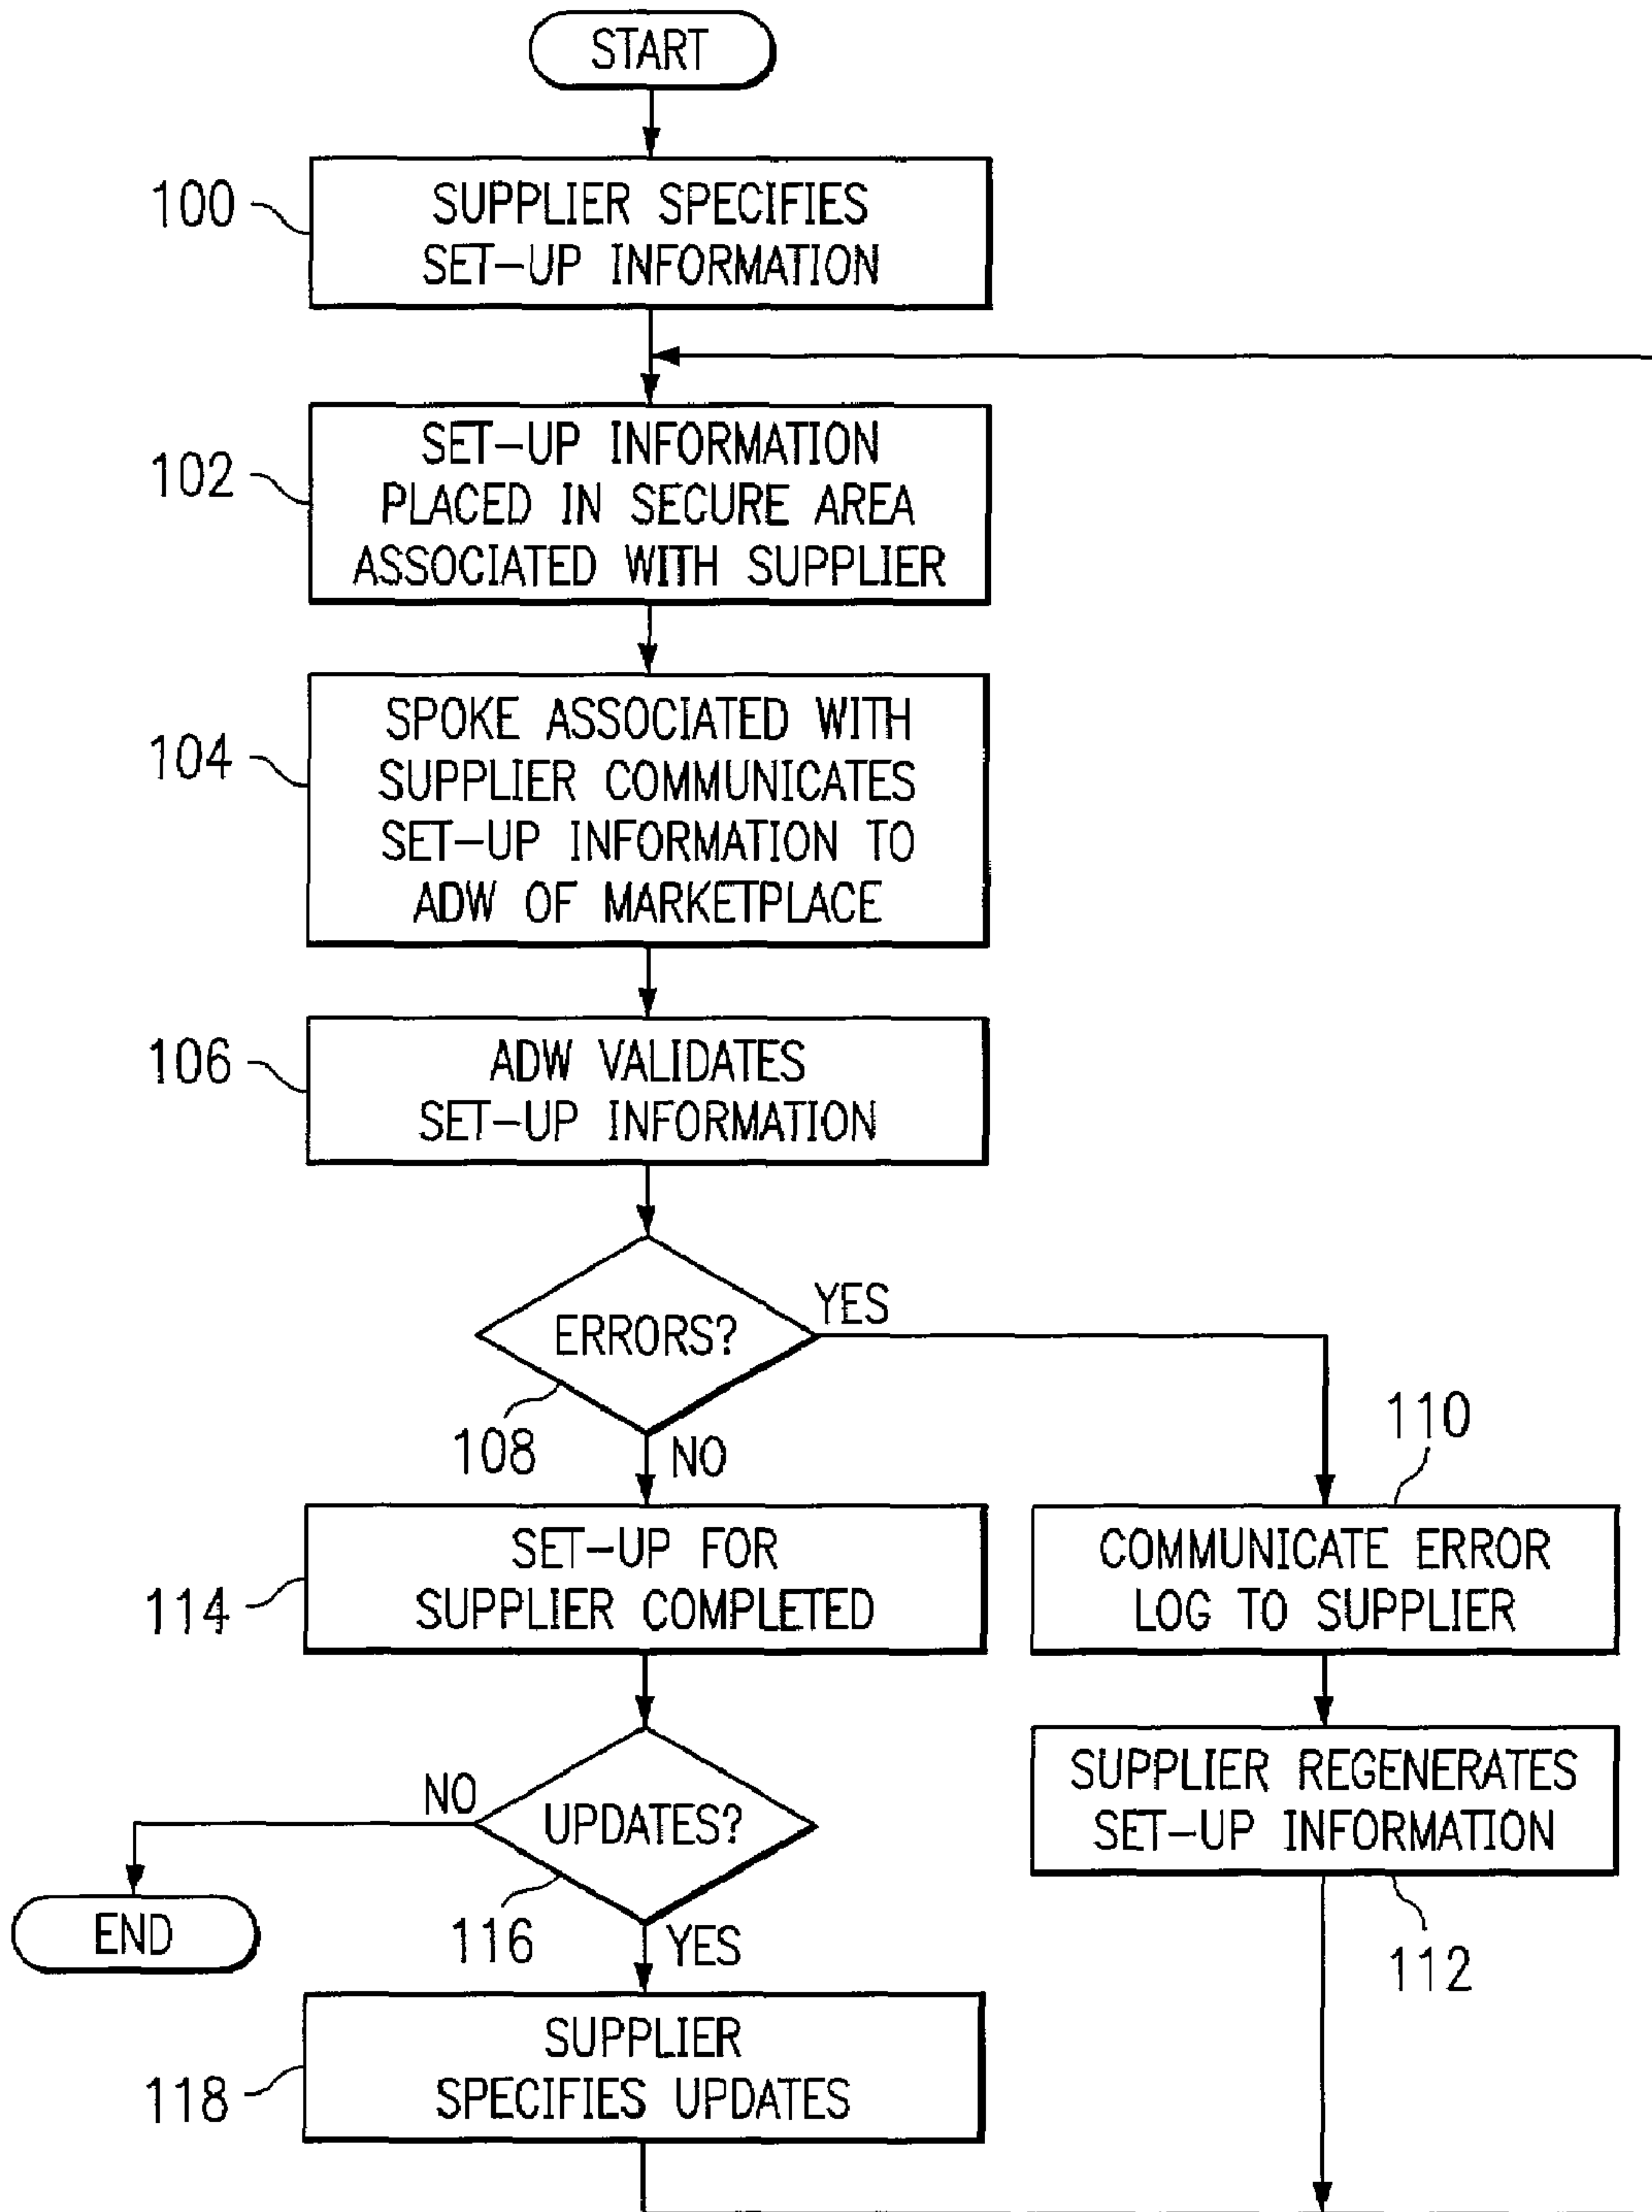 START
100
SUPPLIER SPECIFIES
SET-UP INFORMATION
102
SET-UP INFORMATION
PLACED IN SECURE AREA
ASSOCIATED WITH SUPPLIER
104
SPOKE ASSOCIATED WITH
SUPPLIER COMMUNICATES
SET-UP INFORMATION TO
ADW OF MARKETPLACE
106
ADW VALIDATES
SET-UP INFORMATION
ERRORS?
YES
108
NO
110
114
SET-UP FOR
SUPPLIER COMPLETED
COMMUNICATE ERROR
LOG TO SUPPLIER
NO
UPDATES?
SUPPLIER REGENERATES
SET-UP INFORMATION
END
116
YES
112
118
SUPPLIER
SPECIFIES UPDATES